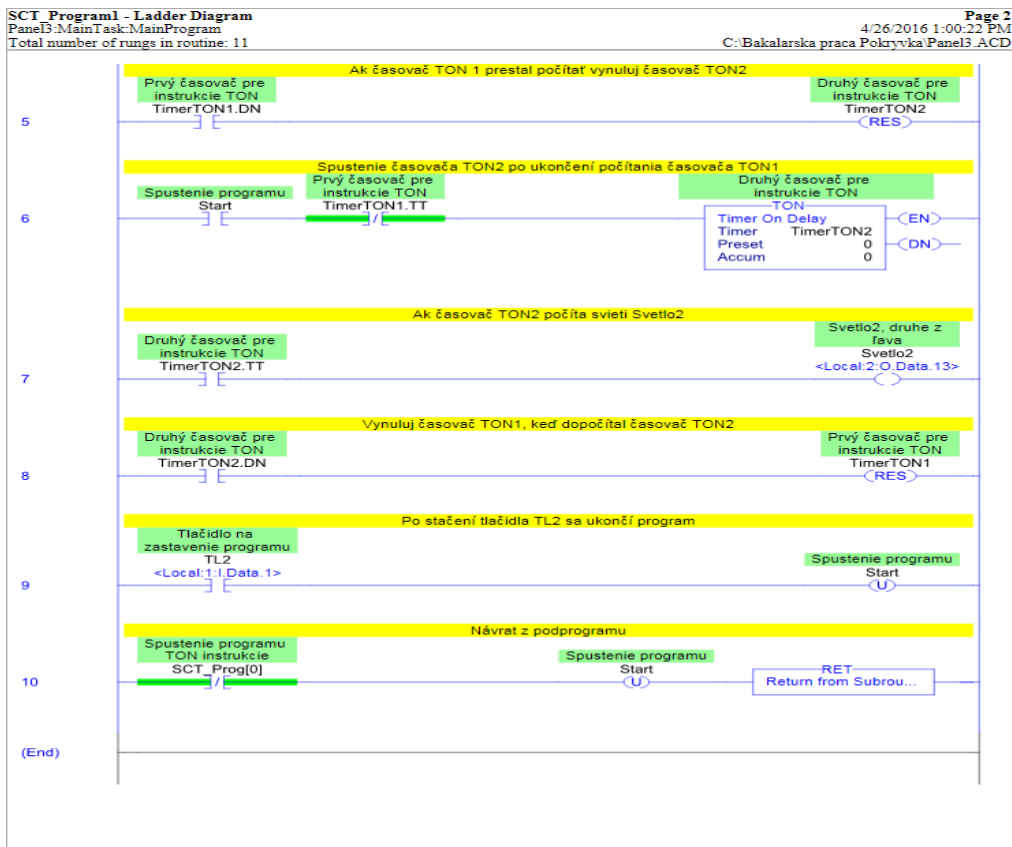 SCT_Program1 - Ladder Diagram
Page 2
Panel3:MainTask:MainProgram
4/26/2016 1:00:22 PM
Total number of rungs in routine: 11
C:\Bakalarska praca Pokryvka\Panel3.ACD
Ak časovač TON 1 prestal počítať vynuluj časovač TON2
Prvý časovač pre
instrukcie TON
TimerTON1.DN
Druhý časovač pre
instrukcie TON
TimerTON2
5
RES
Spustenie časovača TON2 po ukončení počítania časovača TON1
Spustenie programu
Start
Prvý časovač pre
instrukcie TON
TimerTON1.TT
Druhý časovač pre
instrukcie TON
6
TON
Timer On Delay
Timer TimerTON2
Preset 0
Accum 0
EN
DN
Ak časovač TON2 počíta svieti Svetlo2
Druhý časovač pre
instrukcie TON
TimerTON2.TT
Svetlo2, druhe z
ľava
Svetlo2
<Local:2:O.Data.13>
7
Vynuluj časovač TON1, keď dopočítal časovač TON2
Druhý časovač pre
instrukcie TON
TimerTON2.DN
Prvý časovač pre
instrukcie TON
TimerTON1
8
RES
Po stačení tlačidla TL2 sa ukončí program
Tlačidlo na
zastavenie programu
TL2
<Local:1:I.Data.1>
Spustenie programu
Start
9
U
Návrat z podprogramu
Spustenie programu
TON instrukcie
SCT_Prog[0]
Spustenie programu
Start
10
U
RET
Return from Subrou...
(End)